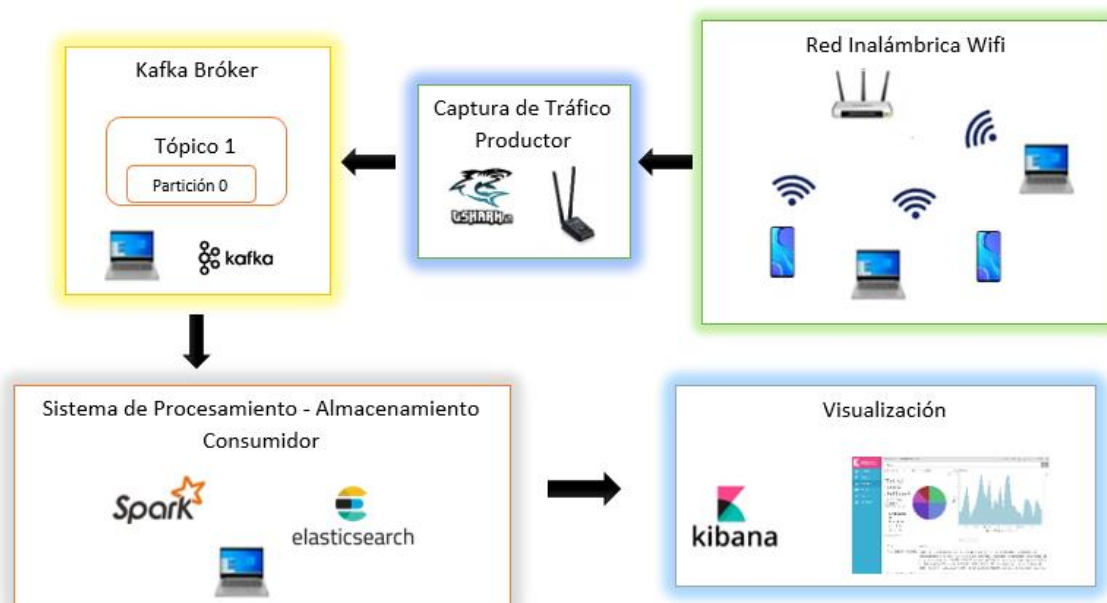 Red Inalámbrica Wifi
Captura de Tráfico
Productor
TSHARK
Kafka Bróker
Tópico 1
Partición 0
kafka
Sistema de Procesamiento - Almacenamiento
Consumidor
Spark
elasticsearch
Visualización
kibana